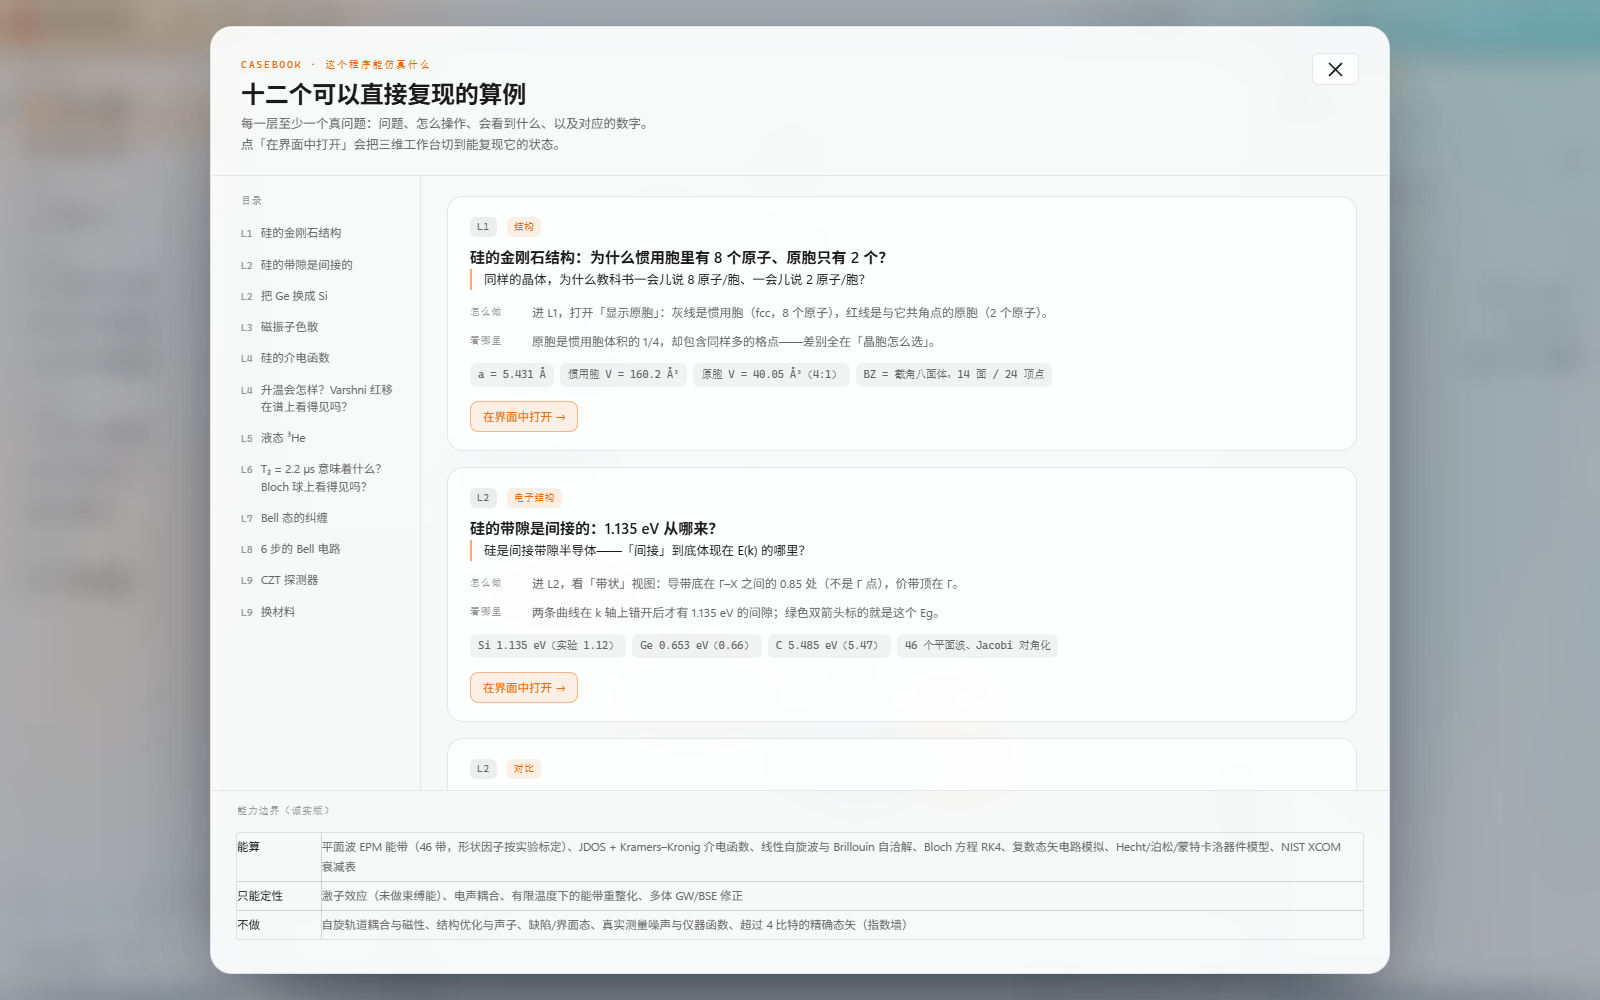 CASEBOOK · 这个程序能仿真什么
十二个可以直接复现的算例
每一层至少一个真问题：问题、怎么操作、会看到什么、以及对应的数字。
点「在界面中打开」会把三维工作台切到能复现它的状态。
目录
L1 硅的金刚石结构
L2 硅的带隙是间接的
L2 把 Ge 换成 Si
L3 磁振子色散
L4 硅的介电函数
L4 升温会怎样？Varshni 红移
在谱上看得见吗？
L5 液态 ³He
L6 T₂ = 2.2 μs 意味着什么？
Bloch 球上看得见吗？
L7 Bell 态的纠缠
L8 6 步的 Bell 电路
L9 CZT 探测器
L9 换材料
L1 结构
硅的金刚石结构：为什么惯用胞里有 8 个原子、原胞只有 2 个？
同样的晶体，为什么教科书一会儿说 8 原子/胞、一会儿说 2 原子/胞？
怎么做 进 L1，打开「显示原胞」：灰线是惯用胞（fcc，8 个原子），红线是与它共角点的原胞（2 个原子）。
看哪里 原胞是惯用胞体积的 1/4，却包含同样多的格点——差别全在「晶胞怎么选」。
a = 5.431 Å 惯用胞 V = 160.2 Å³ 原胞 V = 40.05 Å³（4:1） BZ = 截角八面体，14 面 / 24 顶点
在界面中打开 →
L2 电子结构
硅的带隙是间接的：1.135 eV 从哪来？
硅是间接带隙半导体——「间接」到底体现在 E(k) 的哪里？
怎么做 进 L2，看「带状」视图：导带底在 Γ–X 之间的 0.85 处（不是 Γ 点），价带顶在 Γ。
看哪里 两条曲线在 k 轴上错开后才有 1.135 eV 的间隙；绿色双箭头标的就是这个 Eg。
Si 1.135 eV（实验 1.12） Ge 0.653 eV（0.66） C 5.485 eV（5.47） 46 个平面波、Jacobi 对角化
在界面中打开 →
L2 对比
能力边界（诚实版）
能算 平面波 EPM 能带（46 带，形状因子按实验标定）、JDOS + Kramers–Kronig 介电函数、线性自旋波与 Brillouin 自洽解、Bloch 方程 RK4、复数态矢电路模拟、Hecht/泊松/蒙特卡洛器件模型、NIST XCOM
衰减表
只能定性 激子效应（未做束缚能）、电声耦合、有限温度下的能带重整化、多体 GW/BSE 修正
不做 自旋轨道耦合与磁性、结构优化与声子、缺陷/界面态、真实测量噪声与仪器函数、超过 4 比特的精确态矢（指数墙）